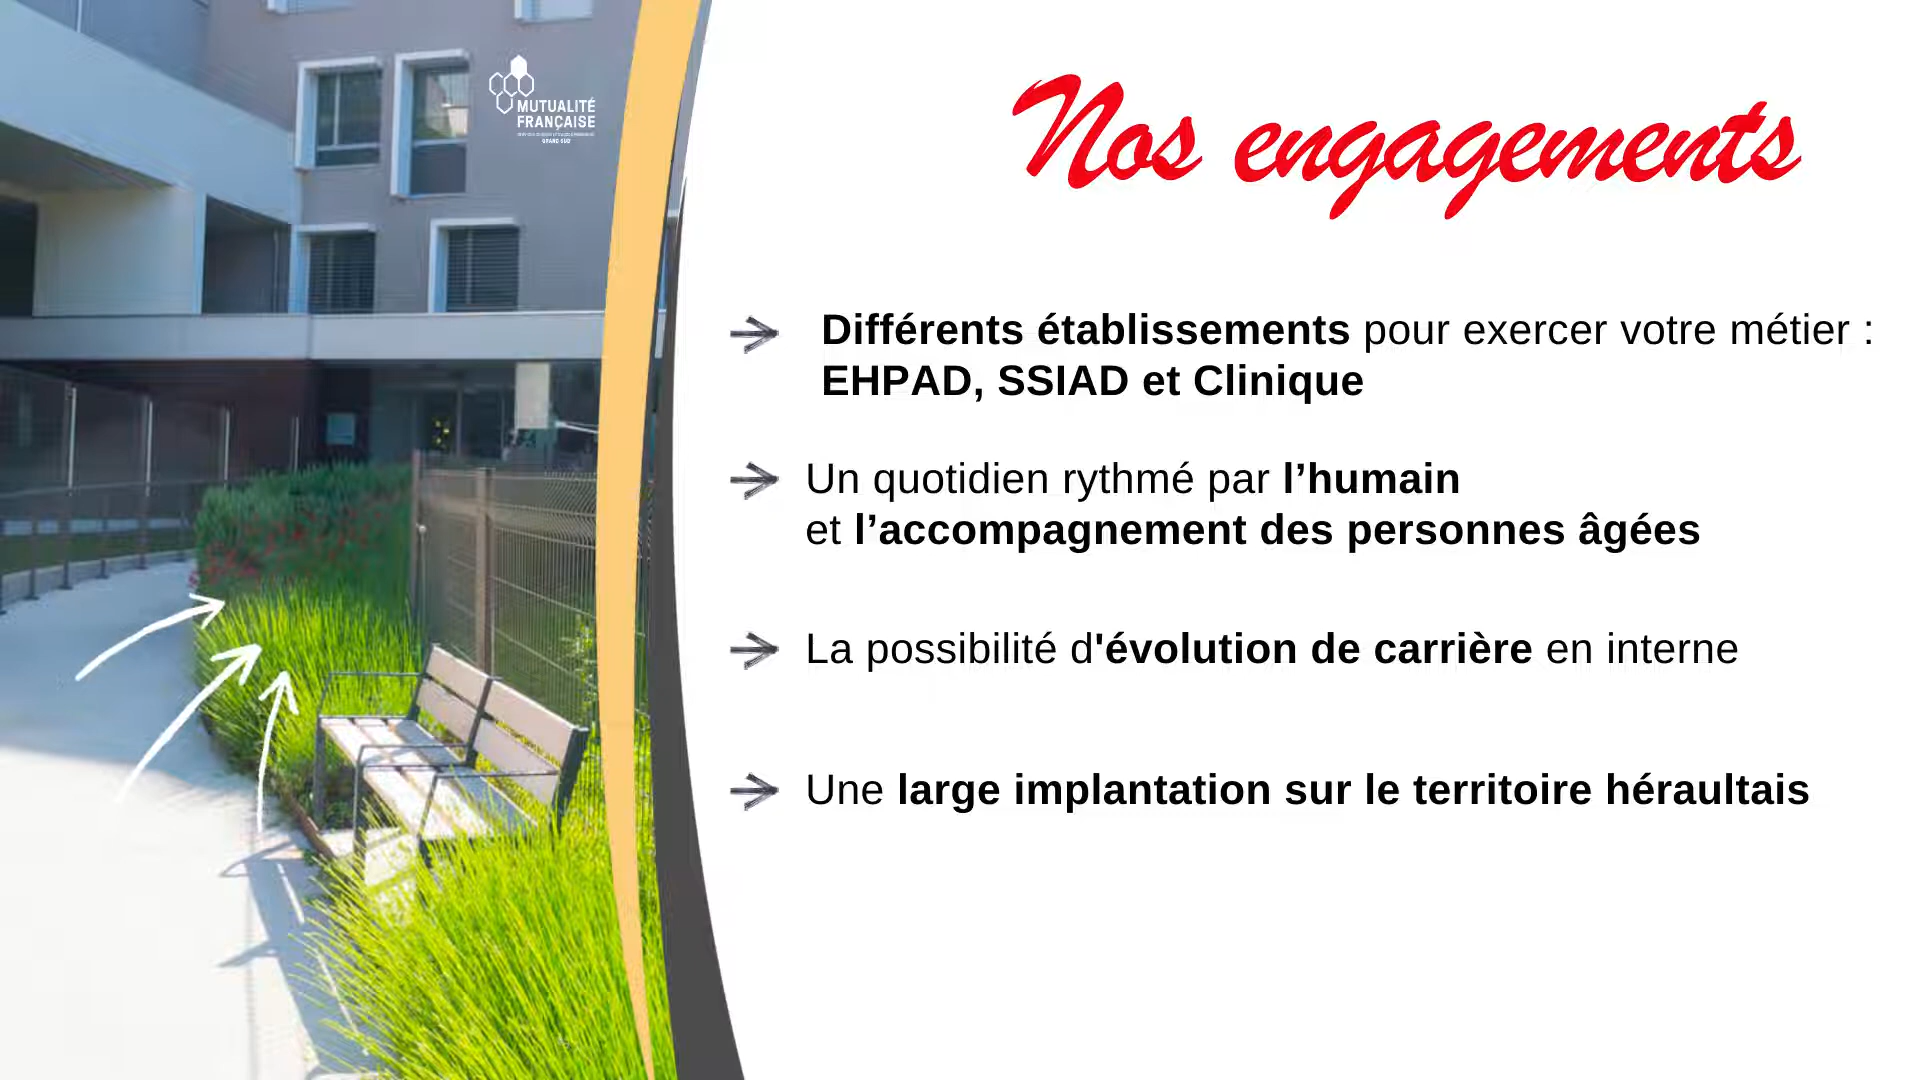 MUTUALITÉ
FRANÇAISE
GRAND SUD
Nos engagements
Différents établissements pour exercer votre métier :
EHPAD, SSIAD et Clinique
Un quotidien rythmé par l’humain
et l’accompagnement des personnes âgées
La possibilité d'évolution de carrière en interne
Une large implantation sur le territoire héraultais